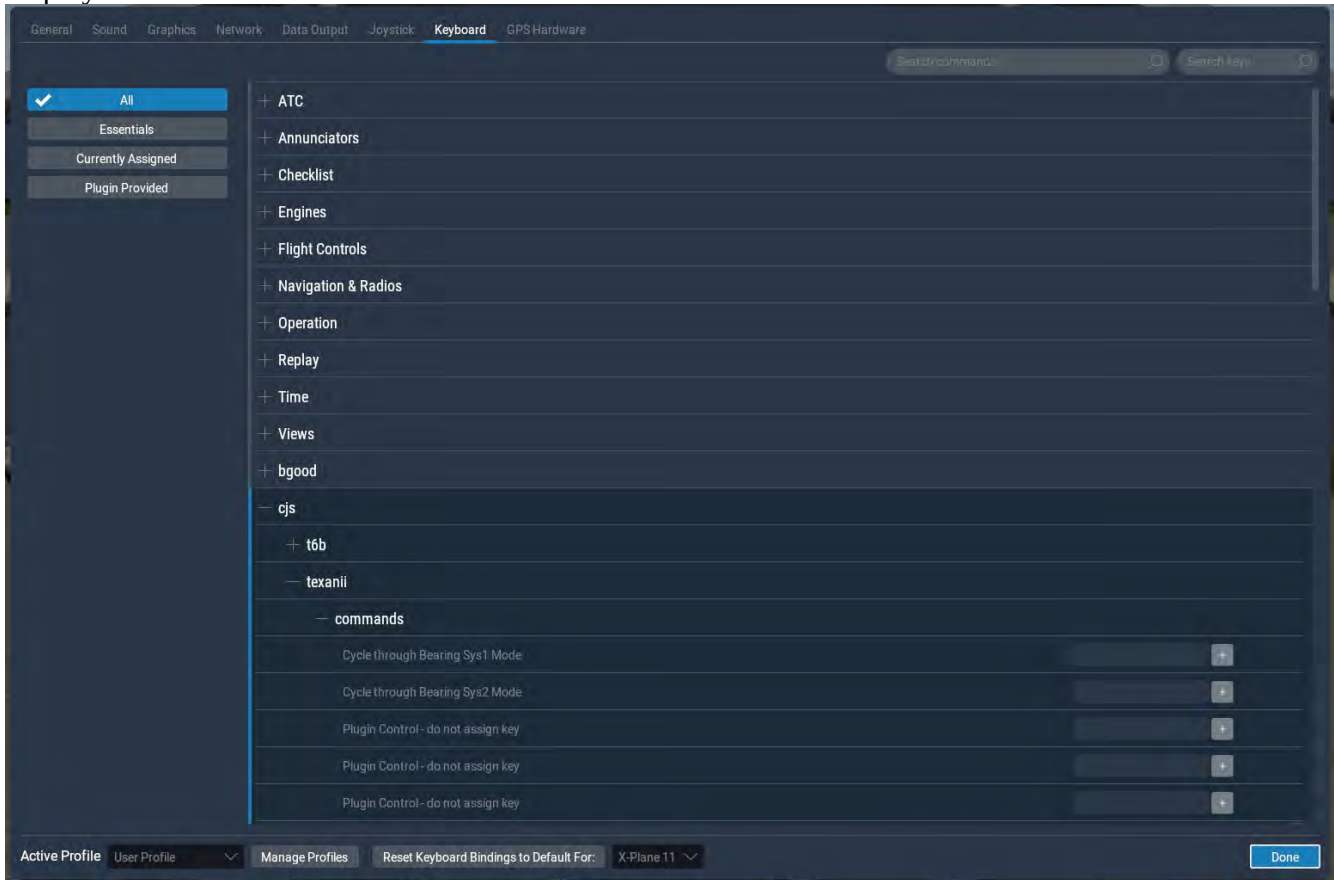 General Sound Graphics Network Data Output Joystick Keyboard GPS Hardware
Search commands Search keys
All
Essentials
Currently Assigned
Plugin Provided
+ ATC
+ Annunciators
+ Checklist
+ Engines
+ Flight Controls
+ Navigation & Radios
+ Operation
+ Replay
+ Time
+ Views
+ bgood
— cjs
+ t6b
— texanii
— commands
Cycle through Bearing Sys1 Mode +
Cycle through Bearing Sys2 Mode +
Plugin Control - do not assign key +
Plugin Control - do not assign key +
Plugin Control - do not assign key +
Active Profile User Profile Manage Profiles Reset Keyboard Bindings to Default For: X-Plane 11 Done